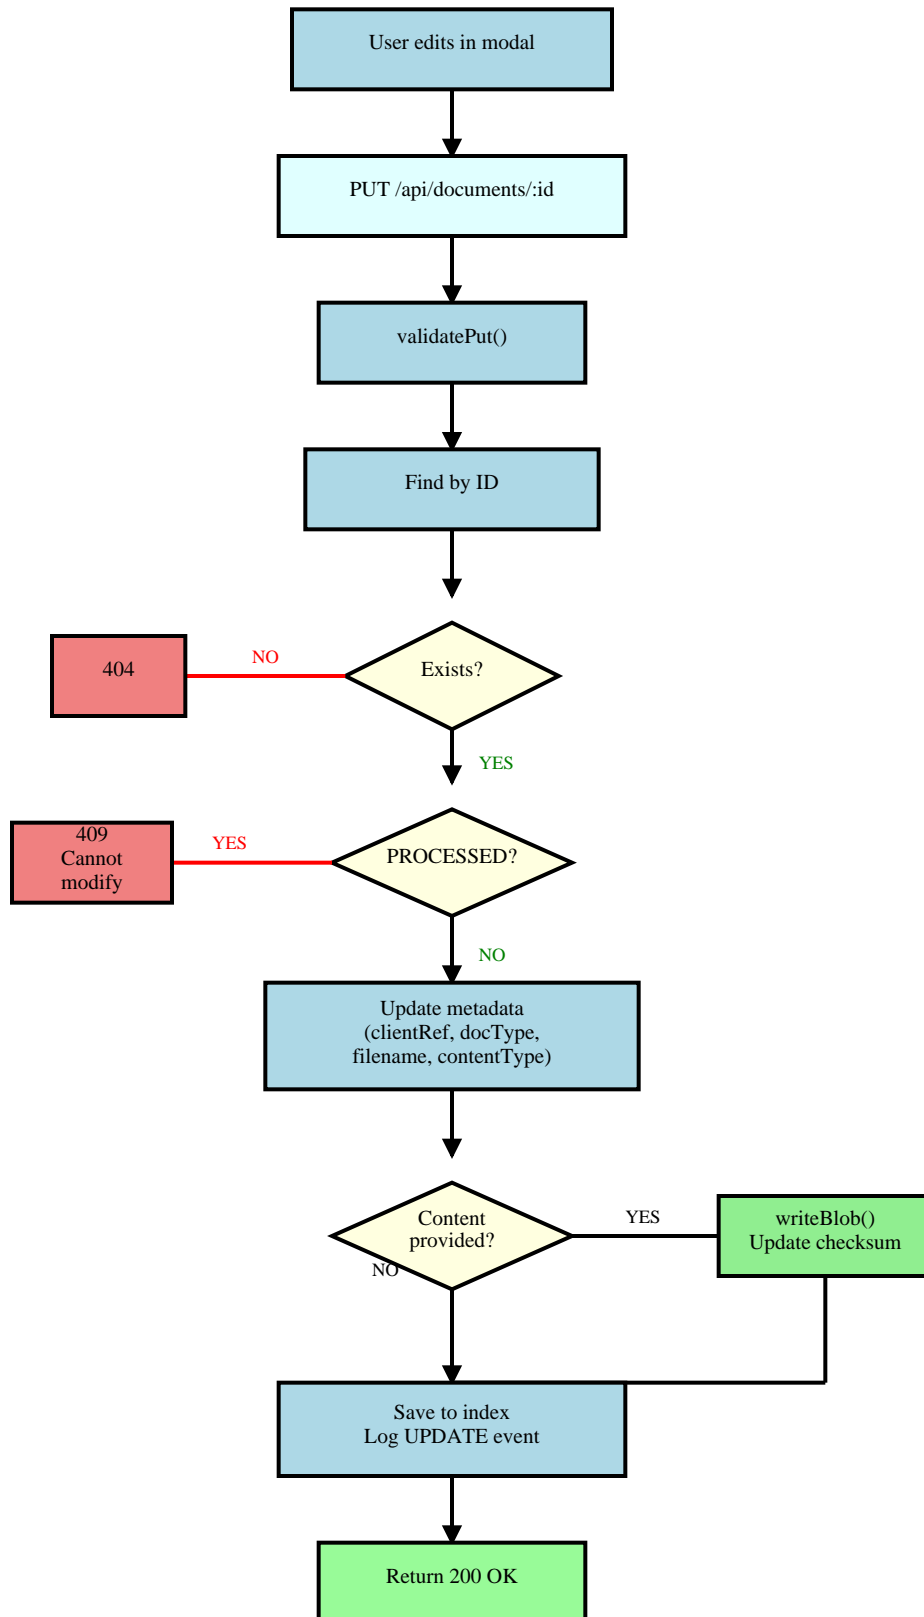 User edits in modal
PUT /api/documents/:id
validatePut()
Find by ID
Exists?
NO
404
YES
PROCESSED?
YES
409
Cannot
modify
NO
Update metadata
(clientRef, docType,
filename, contentType)
Content
provided?
YES
writeBlob()
Update checksum
NO
Save to index
Log UPDATE event
Return 200 OK